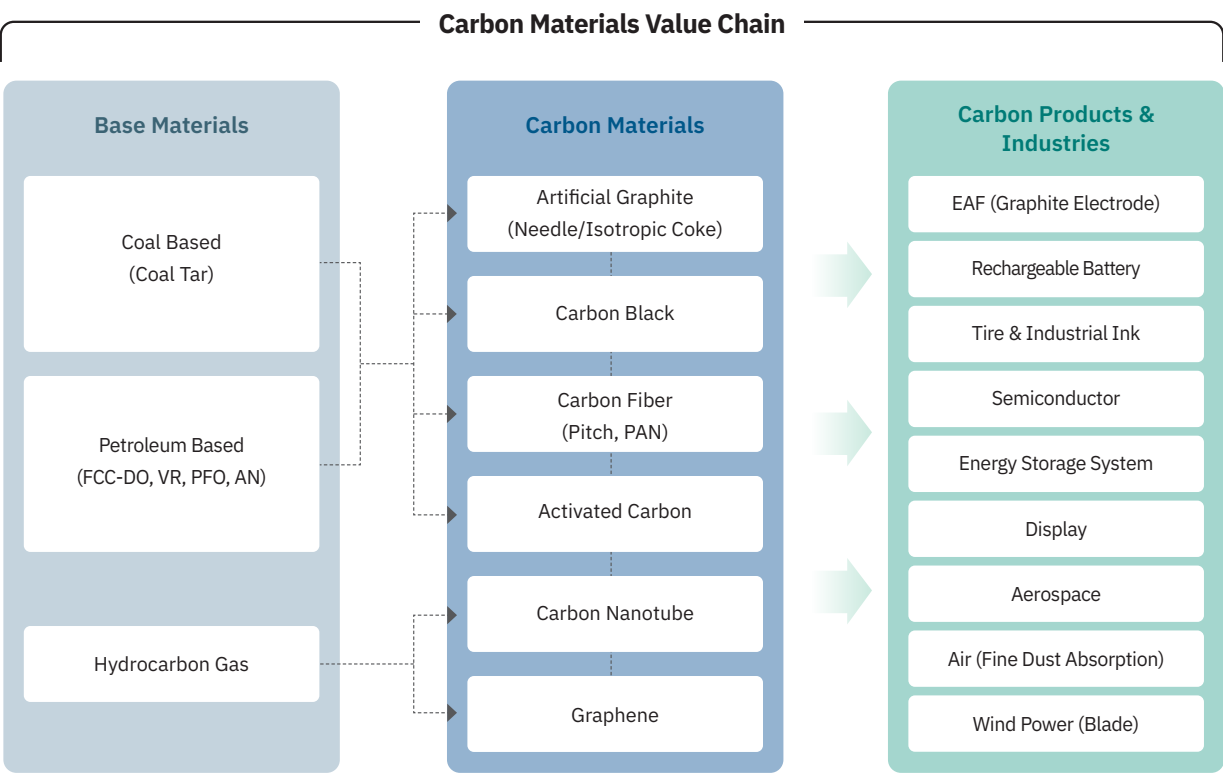 Carbon Materials Value Chain
Base Materials
Coal Based
(Coal Tar)
Petroleum Based
(FCC-DO, VR, PFO, AN)
Hydrocarbon Gas
Carbon Materials
Artificial Graphite
(Needle/Isotropic Coke)
Carbon Black
Carbon Fiber
(Pitch, PAN)
Activated Carbon
Carbon Nanotube
Graphene
Carbon Products &
Industries
EAF (Graphite Electrode)
Rechargeable Battery
Tire & Industrial Ink
Semiconductor
Energy Storage System
Display
Aerospace
Air (Fine Dust Absorption)
Wind Power (Blade)